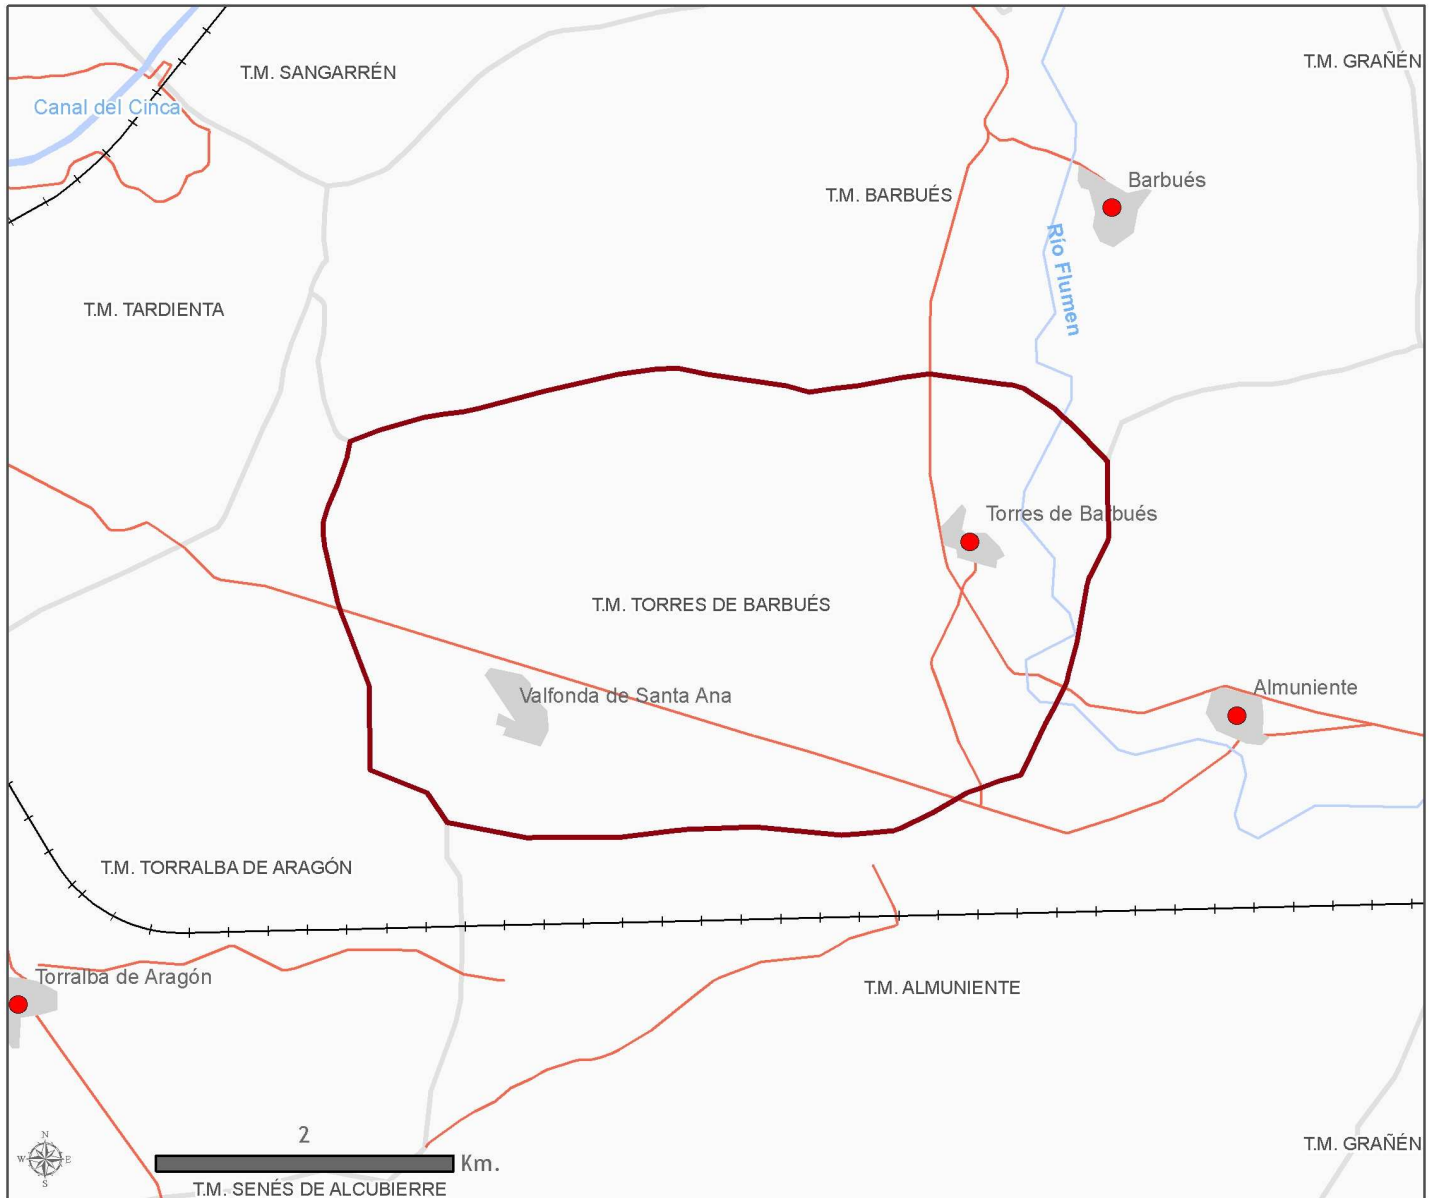 T.M. GRAÑÉN
T.M. SANGARRÉN
Canal del Cinca
Barbués
T.M. BARBUÉS
Río Flumen
T.M. TARDIENTA
Torres de Barbués
T.M. TORRES DE BARBUÉS
Almuniente
Valfonda de Santa Ana
T.M. TORRALBA DE ARAGÓN
Torralba de Aragón
T.M. ALMUNIENTE
2
N
T.M. GRAÑÉN
W E
Km.
S
T.M. SENÉS DE ALCUBIERRE